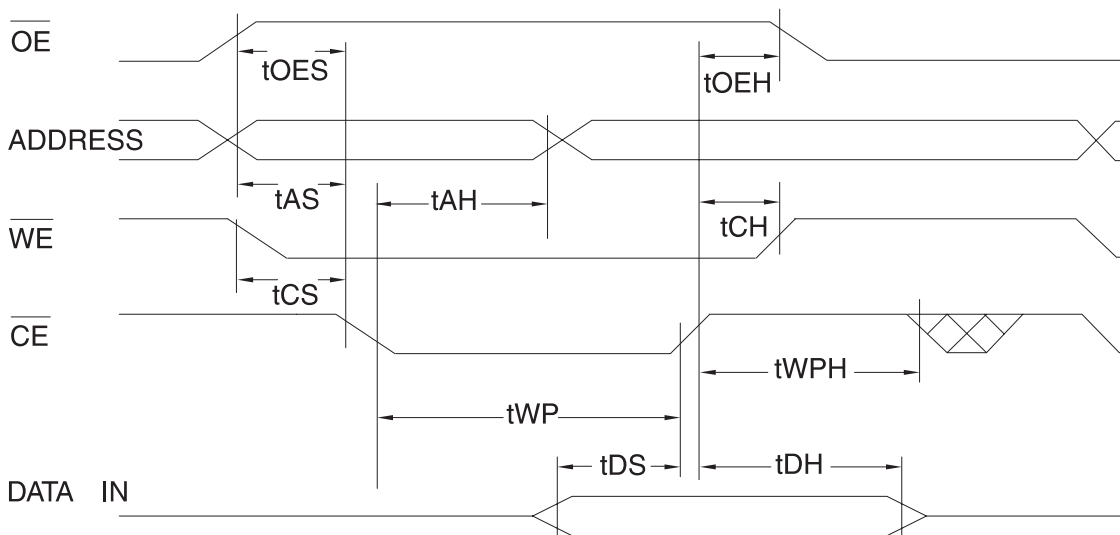 OE
tOES
tOEH
ADDRESS
tAS
tAH
WE
tCH
tCS
CE
tWPH
tWP
tDS
tDH
DATA IN